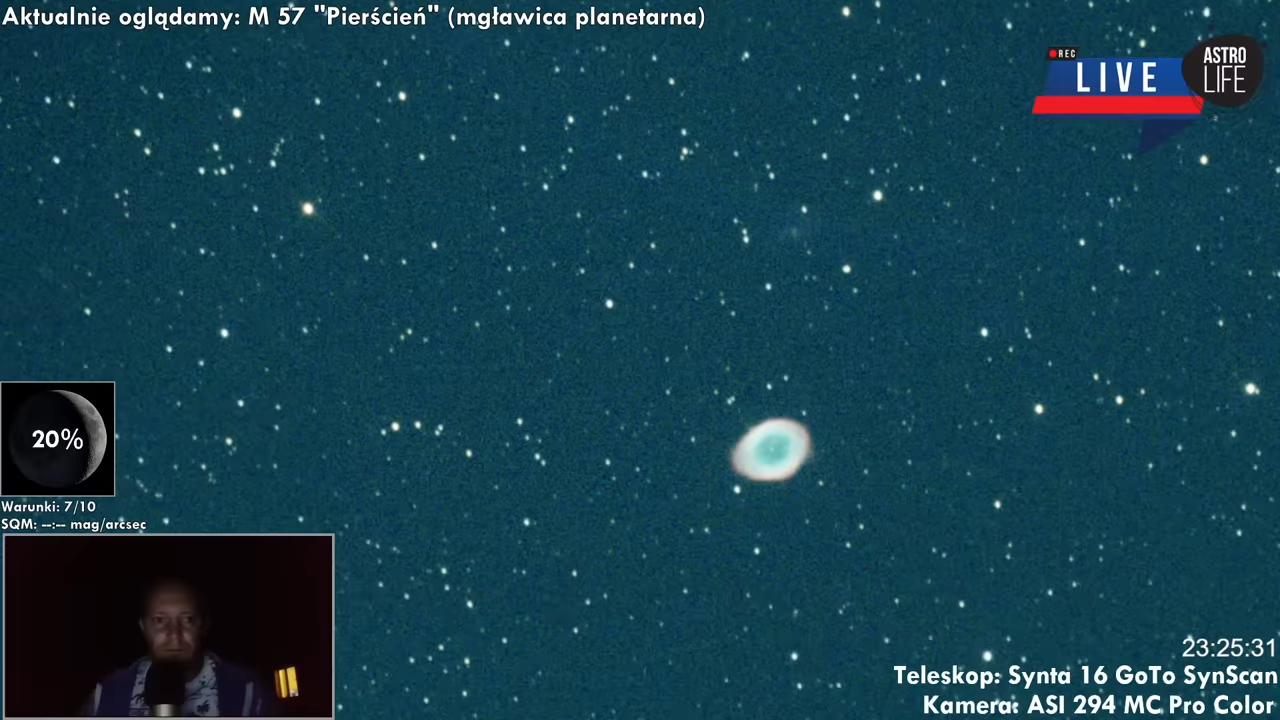 Aktualnie oglądamy: M 57 "Pierścień" (mgławica planetarna)
REC
LIVE
ASTRO
LIFE
20%
Warunki: 7/10
SQM: --:-- mag/arcsec
23:25:31
Teleskop: Synta 16 GoTo SynScan
Kamera: ASI 294 MC Pro Color